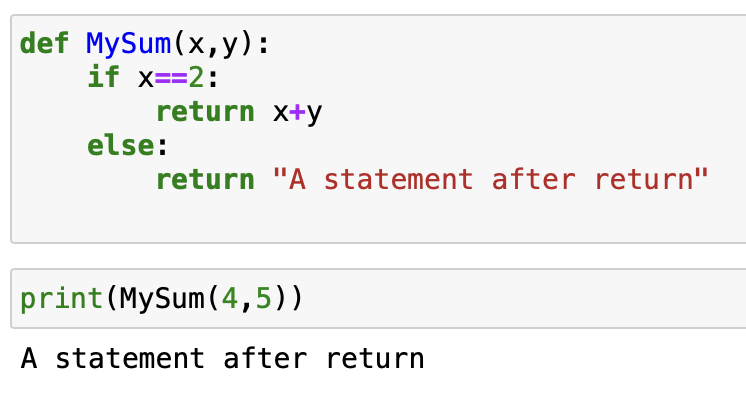 def MySum(x,y):
    if x==2:
        return x+y
    else:
        return "A statement after return"
print(MySum(4,5))
A statement after return